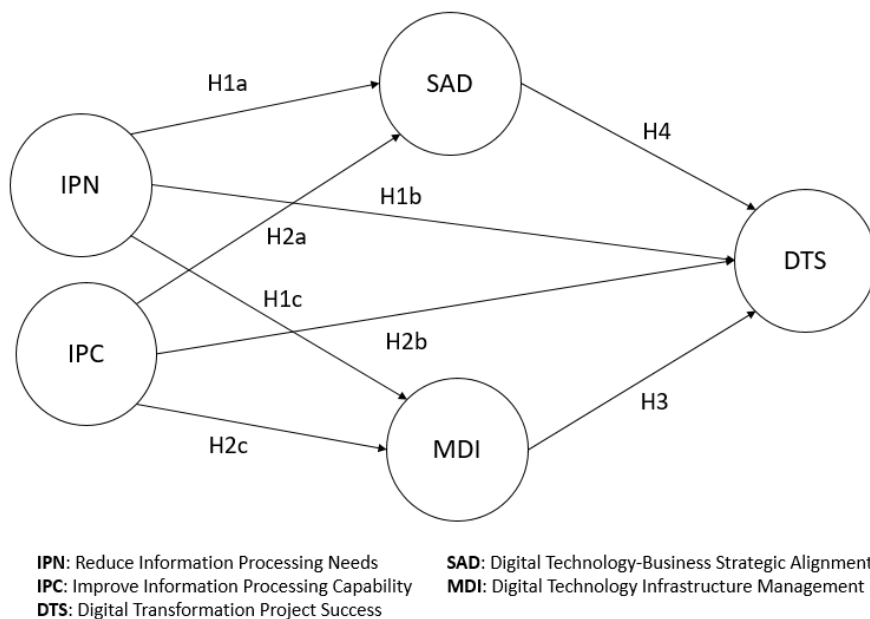 H1a
SAD
H4
IPN
H1b
H2a
DTS
H1c
IPC
H2b
H3
H2c
MDI
IPN: Reduce Information Processing Needs
SAD: Digital Technology-Business Strategic Alignment
IPC: Improve Information Processing Capability
MDI: Digital Technology Infrastructure Management
DTS: Digital Transformation Project Success